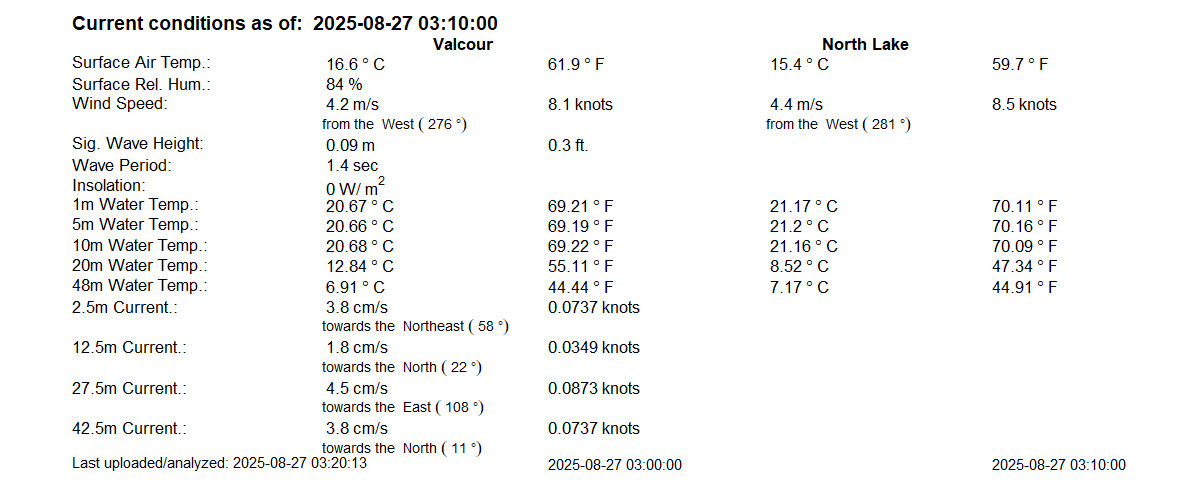 Current conditions as of: 2025-08-27 03:10:00
Valcour North Lake
Surface Air Temp.: 16.6 ° C 61.9 ° F 15.4 ° C 59.7 ° F
Surface Rel. Hum.: 84 %
Wind Speed: 4.2 m/s 8.1 knots 4.4 m/s 8.5 knots
from the West ( 276 °) from the West ( 281 °)
Sig. Wave Height: 0.09 m 0.3 ft.
Wave Period: 1.4 sec
Insolation: 0 W/ m2
1m Water Temp.: 20.67 ° C 69.21 ° F 21.17 ° C 70.11 ° F
5m Water Temp.: 20.66 ° C 69.19 ° F 21.2 ° C 70.16 ° F
10m Water Temp.: 20.68 ° C 69.22 ° F 21.16 ° C 70.09 ° F
20m Water Temp.: 12.84 ° C 55.11 ° F 8.52 ° C 47.34 ° F
48m Water Temp.: 6.91 ° C 44.44 ° F 7.17 ° C 44.91 ° F
2.5m Current.: 3.8 cm/s 0.0737 knots
towards the Northeast ( 58 °)
12.5m Current.: 1.8 cm/s 0.0349 knots
towards the North ( 22 °)
27.5m Current.: 4.5 cm/s 0.0873 knots
towards the East ( 108 °)
42.5m Current.: 3.8 cm/s 0.0737 knots
towards the North ( 11 °)
Last uploaded/analyzed: 2025-08-27 03:20:13 2025-08-27 03:00:00 2025-08-27 03:10:00